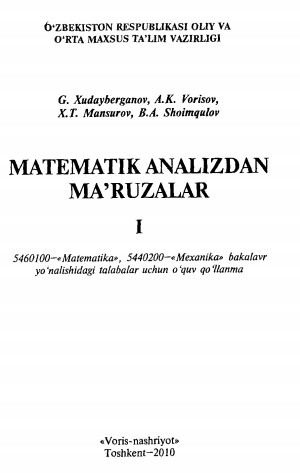 O‘ZBEKISTON RESPUBLIKASI OLIY VA
O‘RTA MAXSUS TA’LIM VAZIRLIGI
G. Xudayberganov, A.K. Vorisov,
X.T. Mansurov, B.A. Shoimqulov
MATEMATIK ANALIZDAN
MA’RUZALAR
I
5460100—«Matematika», 5440200—«Mexanika» bakalavr
yo‘nalishidagi talabalar uchun o‘quv qo‘llanma
«Voris-nashriyot»
Toshkent—2010